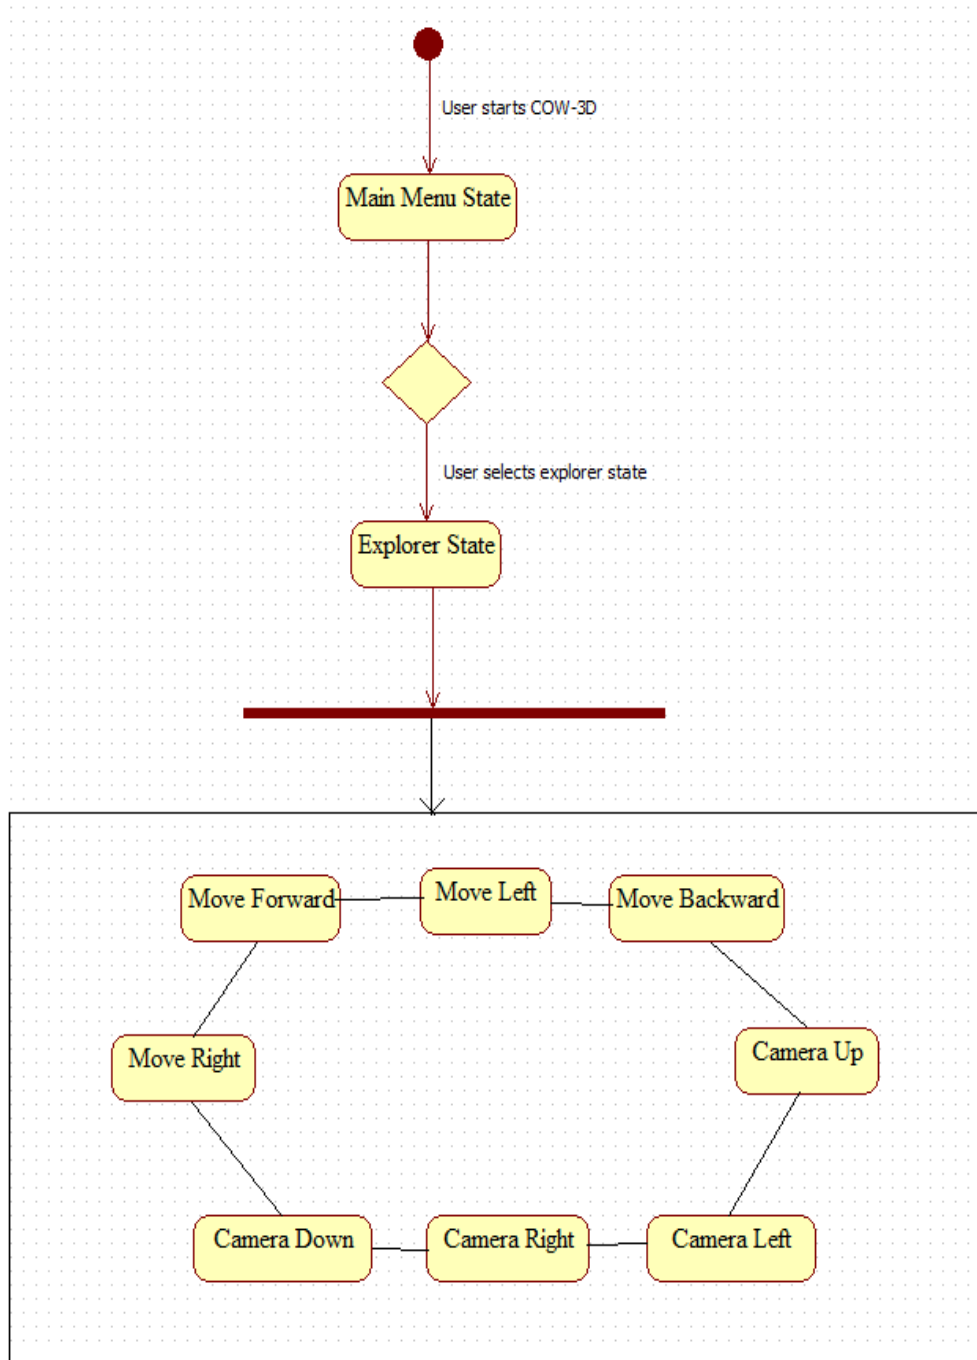 User starts COW-3D
Main Menu State
User selects explorer state
Explorer State
Move Forward
Move Left
Move Backward
Move Right
Camera Up
Camera Down
Camera Right
Camera Left